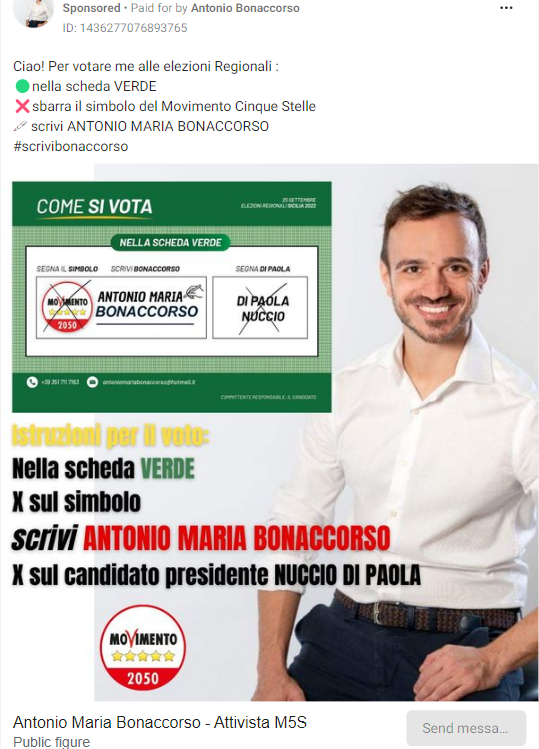 Sponsored • Paid for by Antonio Bonaccorso
ID: 1436277076893765
Ciao! Per votare me alle elezioni Regionali :
🟢nella scheda VERDE
❌sbarra il simbolo del Movimento Cinque Stelle
🖊 scrivi ANTONIO MARIA BONACCORSO
#scrivibonaccorso
COME SI VOTA
25 SETTEMBRE
ELEZIONI REGIONALI SICILIA 2022
NELLA SCHEDA VERDE
SEGNA IL SIMBOLO SCRIVI BONACCORSO SEGNA DI PAOLA
MOVIMENTO
2050
ANTONIO MARIA
BONACCORSO
DI PAOLA
NUCCIO
+39 351 711 7163 antoniomariabonaccorso@hotmail.it
COMMITTENTE RESPONSABILE: IL CANDIDATO
Istruzioni per il voto:
Nella scheda VERDE
X sul simbolo
scrivi ANTONIO MARIA BONACCORSO
X sul candidato presidente NUCCIO DI PAOLA
MOVIMENTO
2050
Antonio Maria Bonaccorso - Attivista M5S
Public figure
Send messa...